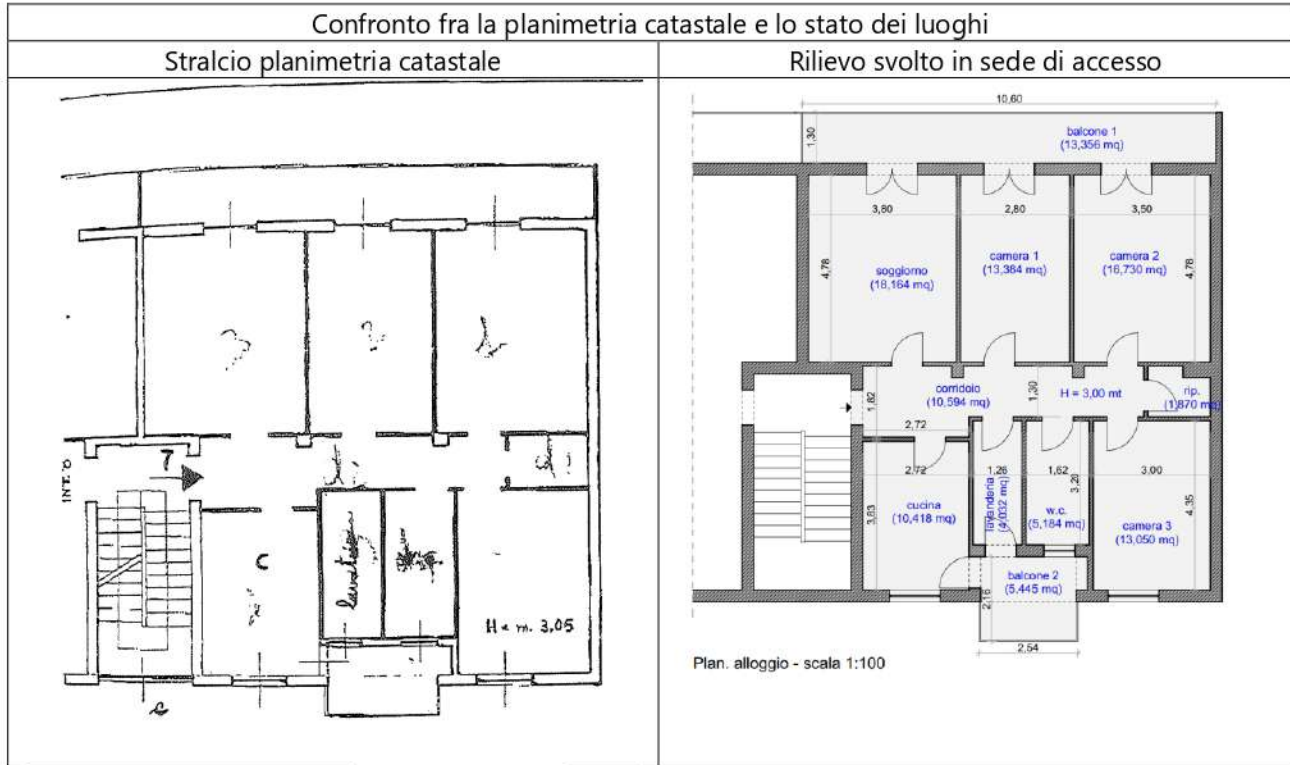 Confronto fra la planimetria catastale e lo stato dei luoghi
Stralcio planimetria catastale
Rilievo svolto in sede di accesso
3
2
1
7
INT. 
C
lavatoio
H = m. 3,05
10,60
1,30
balcone 1
(13,356 mq)
3,80
2,80
3,50
4,78
soggiorno
(18,164 mq)
camera 1
(13,384 mq)
camera 2
(16,730 mq)
4,78
1,82
corridoio
(10,594 mq)
1,30
H = 3,00 mt
rip.
(1,870 mq)
2,72
2,72
1,26
1,62
3,00
3,83
cucina
(10,418 mq)
lavanderia
(4,032 mq)
3,20
w.c.
(5,184 mq)
camera 3
(13,050 mq)
4,35
balcone 2
(5,445 mq)
2,16
2,54
Plan. alloggio - scala 1:100